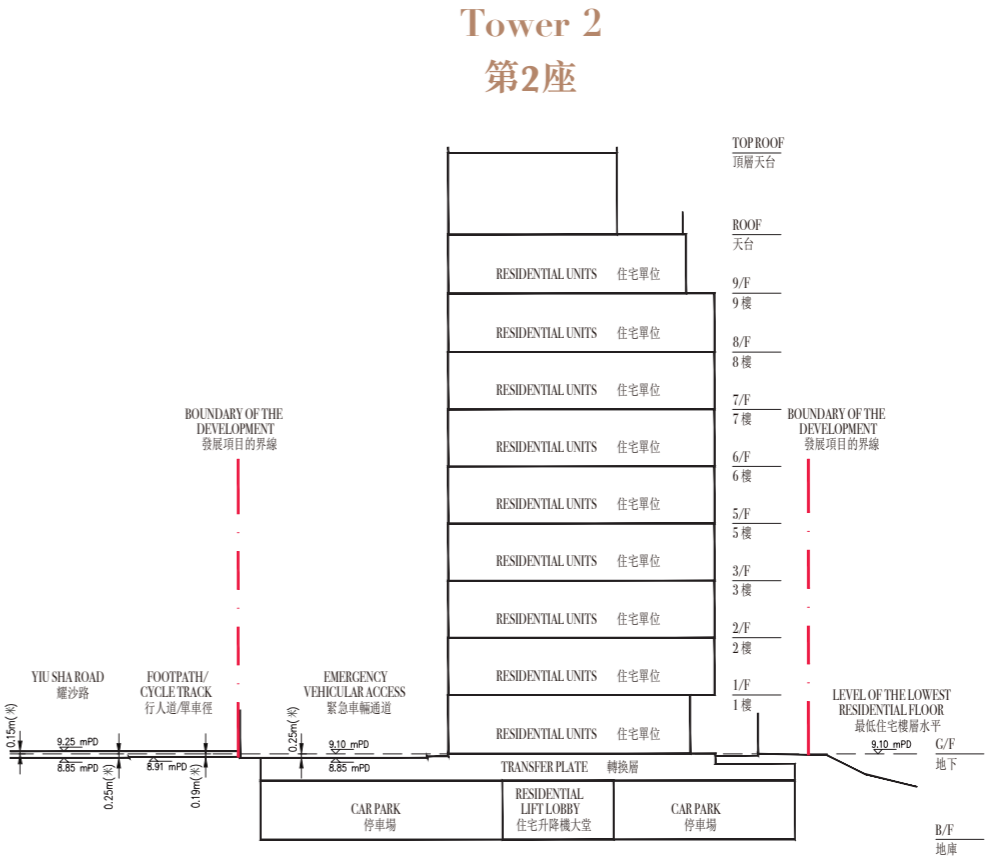 Tower 2
第2座
TOP ROOF
頂層天台
ROOF
天台
RESIDENTIAL UNITS 住宅單位
9/F
9 樓
RESIDENTIAL UNITS 住宅單位
8/F
8 樓
RESIDENTIAL UNITS 住宅單位
7/F
7 樓
BOUNDARY OF THE
DEVELOPMENT
發展項目的界線
BOUNDARY OF THE
DEVELOPMENT
發展項目的界線
RESIDENTIAL UNITS 住宅單位
6/F
6 樓
RESIDENTIAL UNITS 住宅單位
5/F
5 樓
RESIDENTIAL UNITS 住宅單位
3/F
3 樓
RESIDENTIAL UNITS 住宅單位
2/F
2 樓
RESIDENTIAL UNITS 住宅單位
1/F
1 樓
YIU SHA ROAD
耀沙路
FOOTPATH/
CYCLE TRACK
行人道/單車徑
EMERGENCY
VEHICULAR ACCESS
緊急車輛通道
LEVEL OF THE LOWEST
RESIDENTIAL FLOOR
最低住宅樓層水平
RESIDENTIAL UNITS 住宅單位
0.15m(米)
9.25 mPD
8.85 mPD
0.25m(米)
8.91 mPD
0.19m(米)
0.25m(米)
9.10 mPD
8.85 mPD
9.10 mPD
G/F
地下
TRANSFER PLATE 轉換層
CAR PARK
停車場
RESIDENTIAL
LIFT LOBBY
住宅升降機大堂
CAR PARK
停車場
B/F
地庫